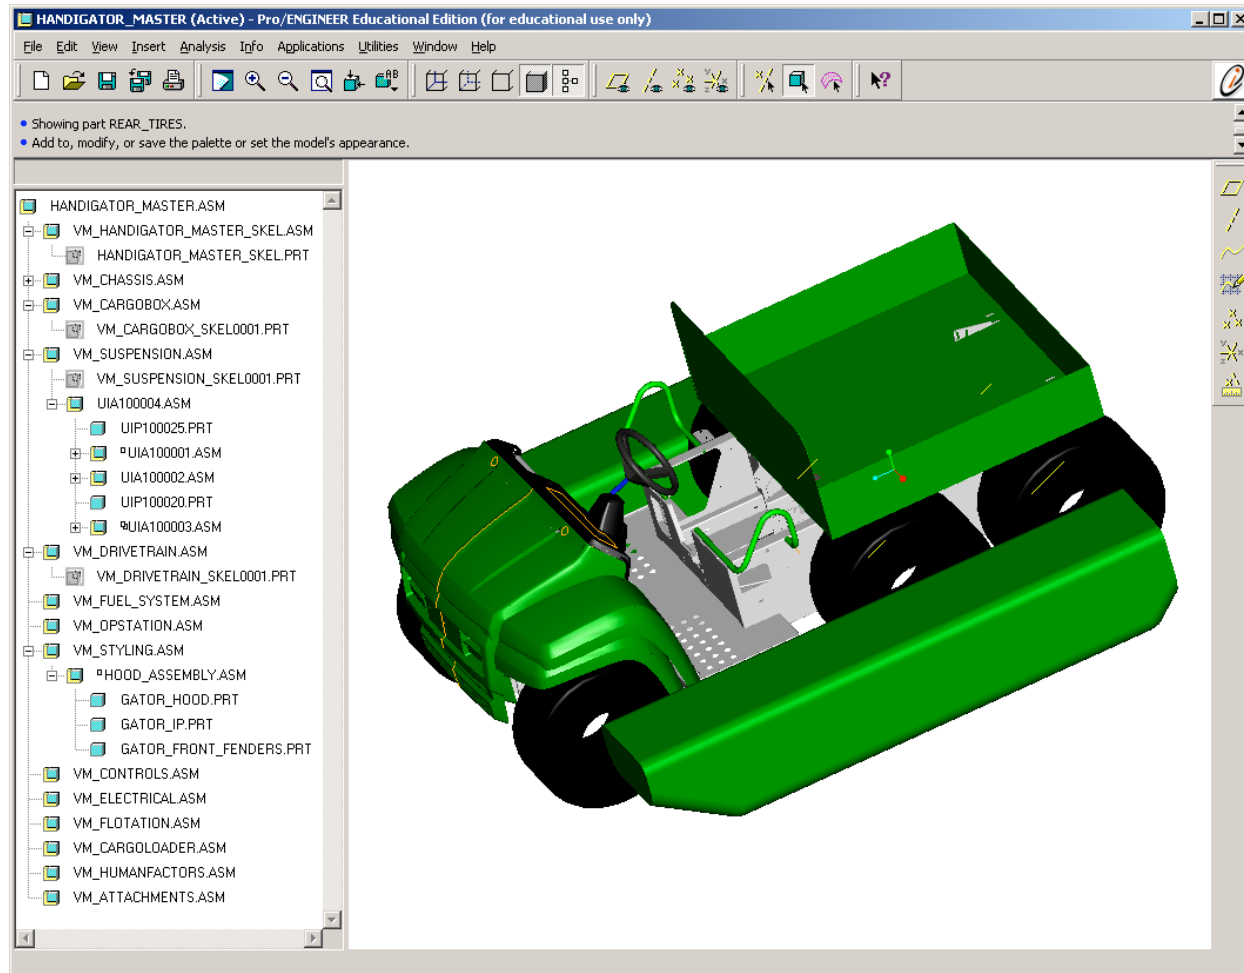 HANDIGATOR_MASTER (Active) - Pro/ENGINEER Educational Edition (for educational use only)
File Edit View Insert Analysis Info Applications Utilities Window Help
• Showing part REAR_TIRES.
• Add to, modify, or save the palette or set the model's appearance.
HANDIGATOR_MASTER.ASM
VM_HANDIGATOR_MASTER_SKEL.ASM
HANDIGATOR_MASTER_SKEL.PRT
VM_CHASSIS.ASM
VM_CARGOBOX.ASM
VM_CARGOBOX_SKEL0001.PRT
VM_SUSPENSION.ASM
VM_SUSPENSION_SKEL0001.PRT
UIA100004.ASM
UIP100025.PRT
UIA100001.ASM
UIA100002.ASM
UIP100020.PRT
UIA100003.ASM
VM_DRIVETRAIN.ASM
VM_DRIVETRAIN_SKEL0001.PRT
VM_FUEL_SYSTEM.ASM
VM_OPSTATION.ASM
VM_STYLING.ASM
HOOD_ASSEMBLY.ASM
GATOR_HOOD.PRT
GATOR_IP.PRT
GATOR_FRONT_FENDERS.PRT
VM_CONTROLS.ASM
VM_ELECTRICAL.ASM
VM_FLOTATION.ASM
VM_CARGOLOADER.ASM
VM_HUMANFACTORS.ASM
VM_ATTACHMENTS.ASM